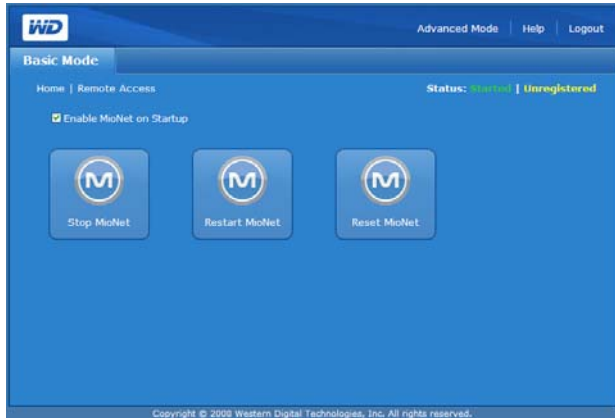 WD
Advanced Mode | Help | Logout
Basic Mode
Home | Remote Access
Status: Started | Unregistered
Enable MioNet on Startup
Stop MioNet
Restart MioNet
Reset MioNet
Copyright © 2008 Western Digital Technologies, Inc. All rights reserved.